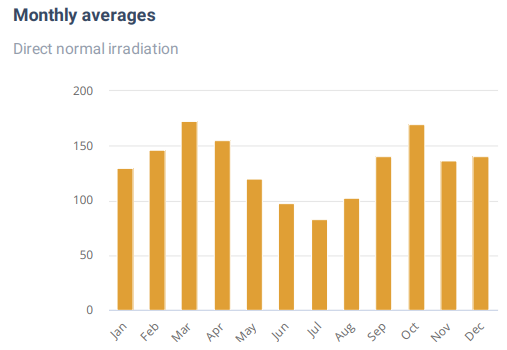 Monthly averages
Direct normal irradiation
200
150
100
50
0
Jan Feb Mar Apr May Jun Jul Aug Sep Oct Nov Dec